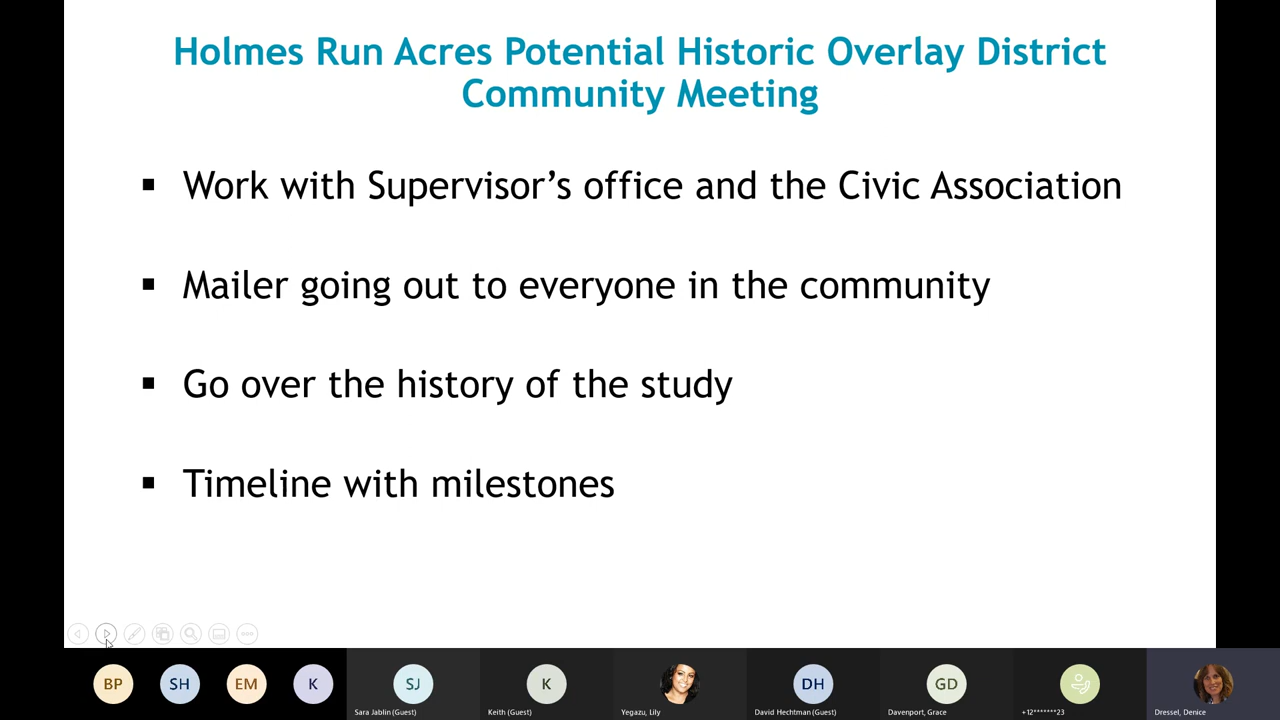 Holmes Run Acres Potential Historic Overlay District
Community Meeting
▪ Work with Supervisor’s office and the Civic Association
▪ Mailer going out to everyone in the community
▪ Go over the history of the study
▪ Timeline with milestones
BP SH EM K SJ K DH GD
Sara Jablin (Guest) Keith (Guest) Yegazu, Lily David Hechtman (Guest) Davenport, Grace +12*******23 Dressel, Denice